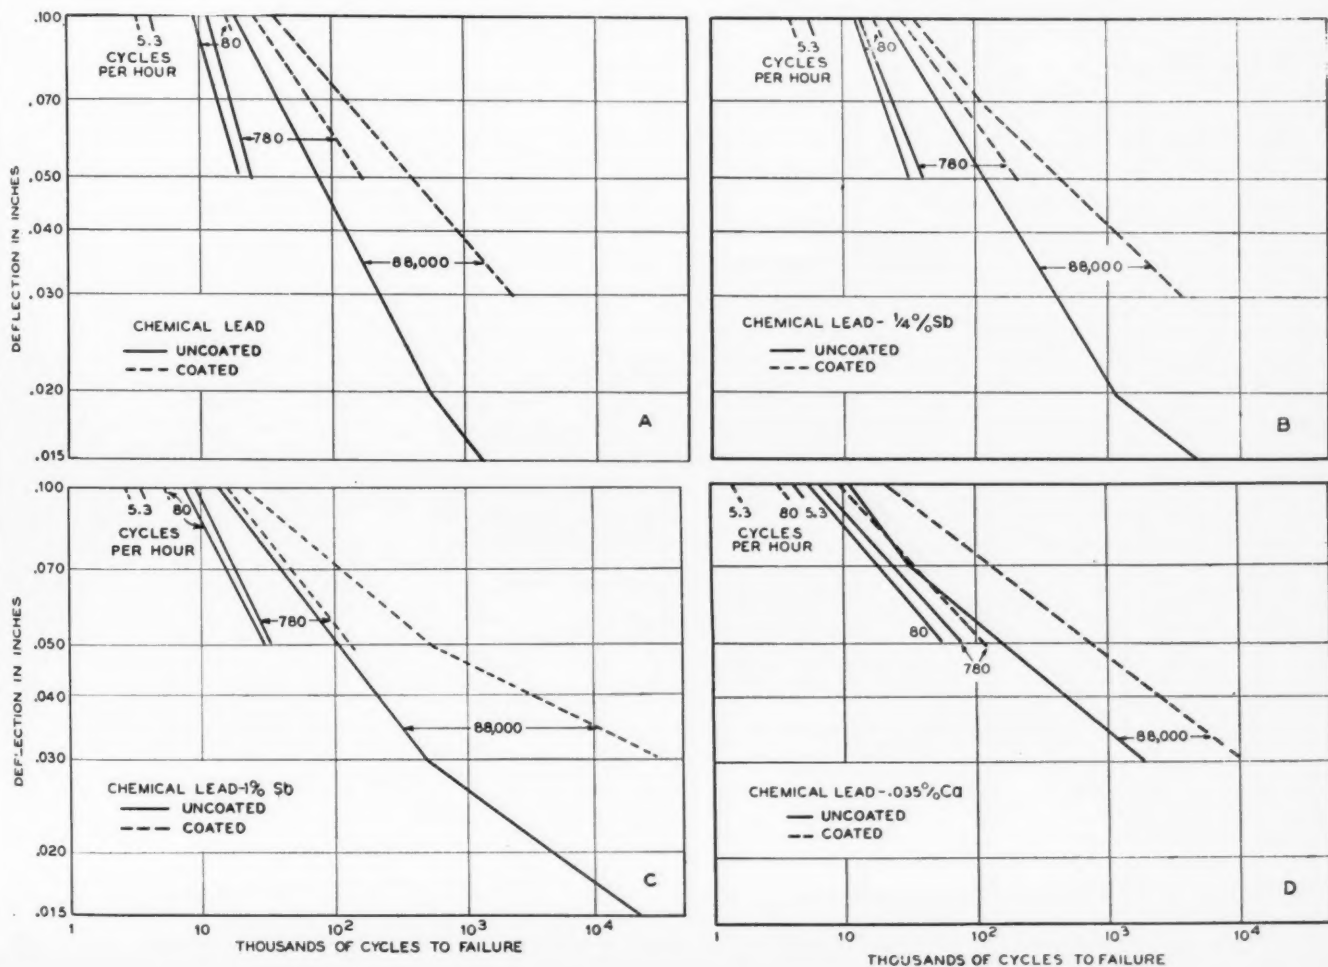 DEFLECTION IN INCHES
.100
.070
.050
.040
.030
.020
.015
5.3
80
CYCLES
PER HOUR
780
88,000
CHEMICAL LEAD
UNCOATED
COATED
A
5.3
80
CYCLES
PER HOUR
780
88,000
CHEMICAL LEAD - 1/4% Sb
UNCOATED
COATED
B
DEFLECTION IN INCHES
.100
.070
.050
.040
.030
.020
.015
5.3
80
CYCLES
PER HOUR
780
88,000
CHEMICAL LEAD-1% Sb
UNCOATED
COATED
C
1 10 10² 10³ 10⁴
THOUSANDS OF CYCLES TO FAILURE
5.3 80 5.3
CYCLES
PER HOUR
80
780
88,000
CHEMICAL LEAD-.035% Ca
UNCOATED
COATED
D
1 10 10² 10³ 10⁴
THOUSANDS OF CYCLES TO FAILURE